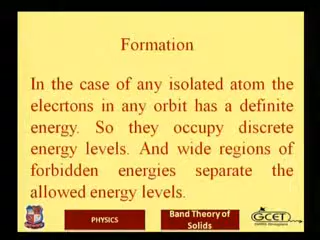 Formation
In the case of any isolated atom the
elecrtons in any orbit has a definite
energy. So they occupy discrete
energy levels. And wide regions of
forbidden energies separate the
allowed energy levels.
PHYSICS
Band Theory of
Solids
GCET